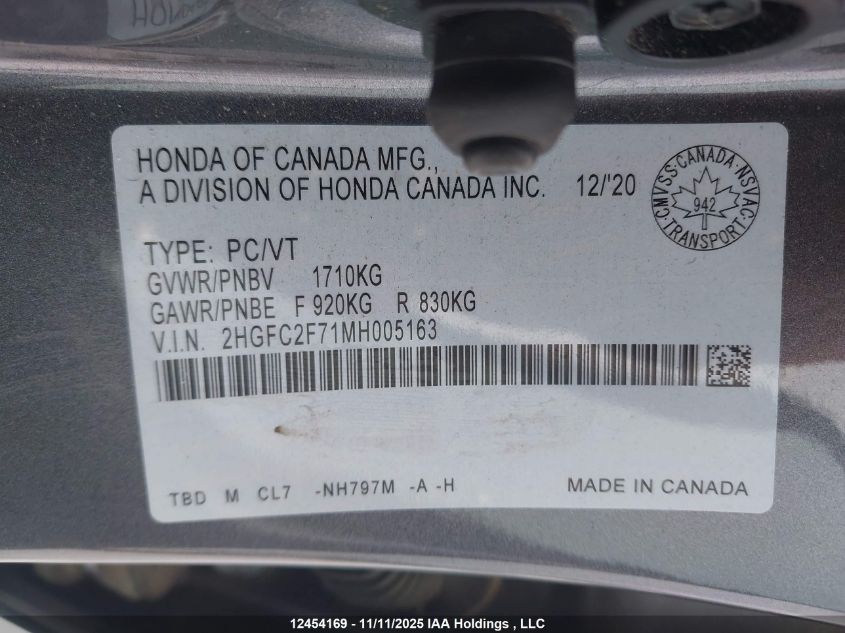 HONDA OF CANADA MFG.,
A DIVISION OF HONDA CANADA INC. 12/'20
CMVSS·CANADA·NSVAC·TRANSPORT·
942
TYPE: PC/VT
GVWR/PNBV 1710KG
GAWR/PNBE F 920KG R 830KG
V.I.N. 2HGFC2F71MH005163
TBD M CL7 -NH797M -A -H MADE IN CANADA
12454169 - 11/11/2025 IAA Holdings , LLC